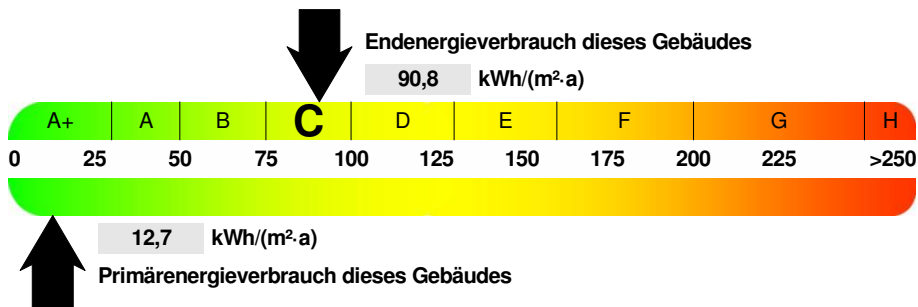 Endenergieverbrauch dieses Gebäudes
90,8 kWh/(m²·a)
A+ A B C D E F G H
0 25 50 75 100 125 150 175 200 225 >250
12,7 kWh/(m²·a)
Primärenergieverbrauch dieses Gebäudes